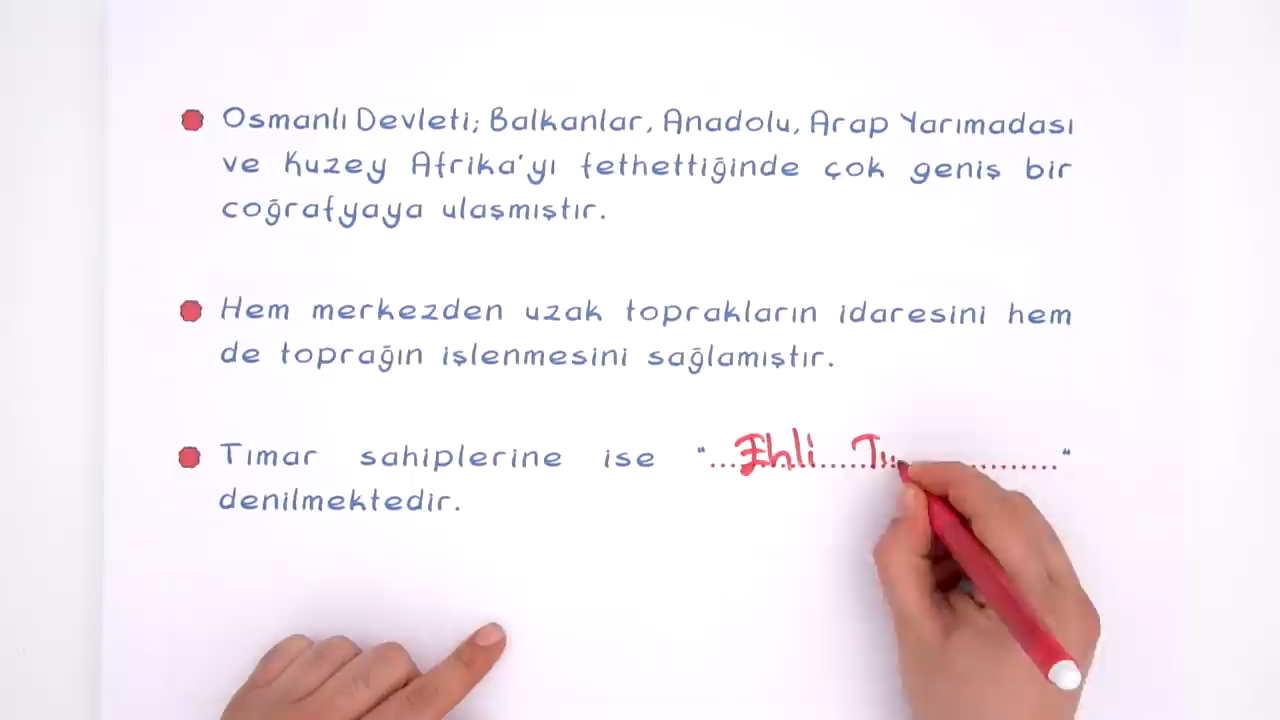 Osmanlı Devleti; Balkanlar, Anadolu, Arap Yarımadası
ve Kuzey Afrika'yı fethettiğinde çok geniş bir
coğrafyaya ulaşmıştır.
Hem merkezden uzak toprakların idaresini hem
de toprağın işlenmesini sağlamıştır.
Tımar sahiplerine ise "...Ehli.....Tı..........."
denilmektedir.